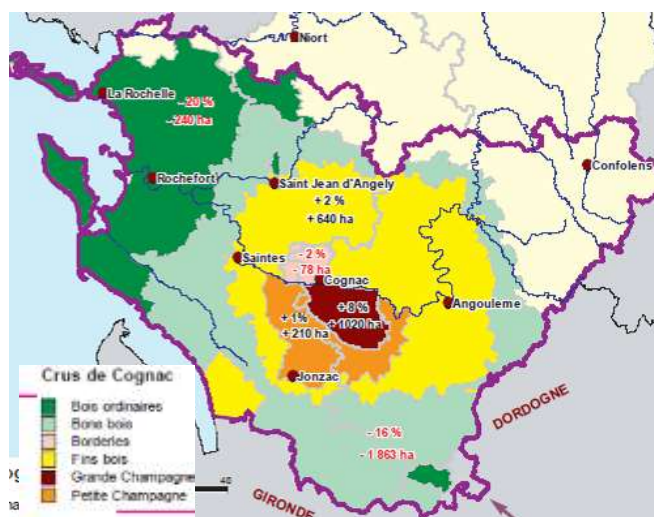 Niort
La Rochelle
- 20 %
- 240 ha
Confolens
Rochefort
Saint Jean d'Angely
+ 2 %
+ 640 ha
Saintes
- 2 %
- 78 ha
Cognac
+ 8 %
+ 1020 ha
Angouleme
+ 1%
+ 210 ha
Jonzac
Crus de Cognac
Bois ordinaires
Bons bois
Borderies
Fins bois
Grande Champagne
Petite Champagne
- 16 %
- 1 863 ha
DORDOGNE
GIRONDE